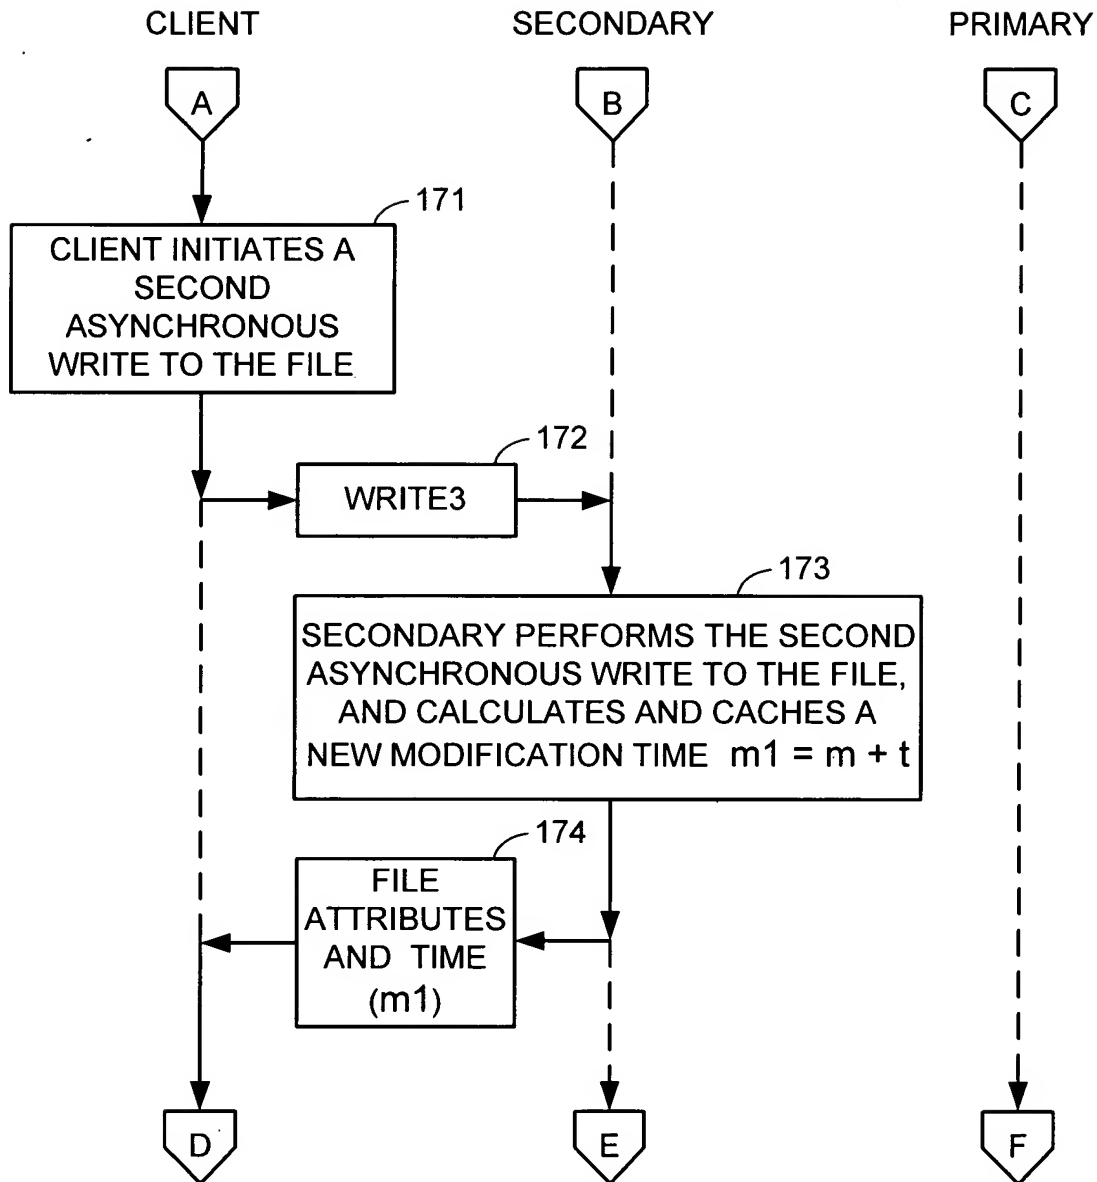 CLIENT SECONDARY PRIMARY
A B C
171
CLIENT INITIATES A
SECOND
ASYNCHRONOUS
WRITE TO THE FILE
172
WRITE3
173
SECONDARY PERFORMS THE SECOND
ASYNCHRONOUS WRITE TO THE FILE,
AND CALCULATES AND CACHES A
NEW MODIFICATION TIME m1 = m + t
174
FILE
ATTRIBUTES
AND TIME
(m1)
D E F